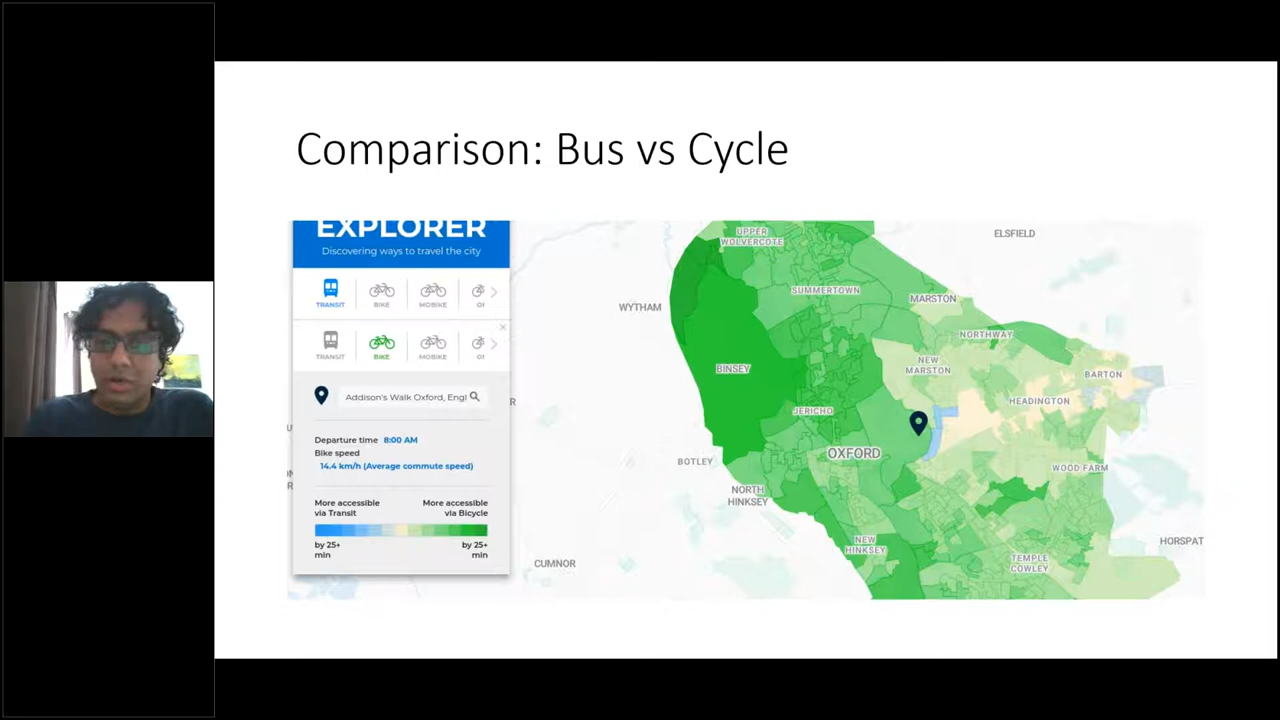 Comparison: Bus vs Cycle
EXPLORER
Discovering ways to travel the city
TRANSIT
BIKE
MOBIKE
TRANSIT
BIKE
MOBIKE
Addison's Walk Oxford, Engl
Departure time 8:00 AM
Bike speed
14.4 km/h (Average commute speed)
More accessible
via Transit
More accessible
via Bicycle
by 25+
min
by 25+
min
UPPER
WOLVERCOTE
ELSFIELD
SUMMERTOWN
MARSTON
WYTHAM
NORTHWAY
NEW
MARSTON
BINSEY
BARTON
HEADINGTON
JERICHO
OXFORD
BOTLEY
WOOD FARM
NORTH
HINKSEY
NEW
HINKSEY
HORSPAT
CUMNOR
TEMPLE
COWLEY